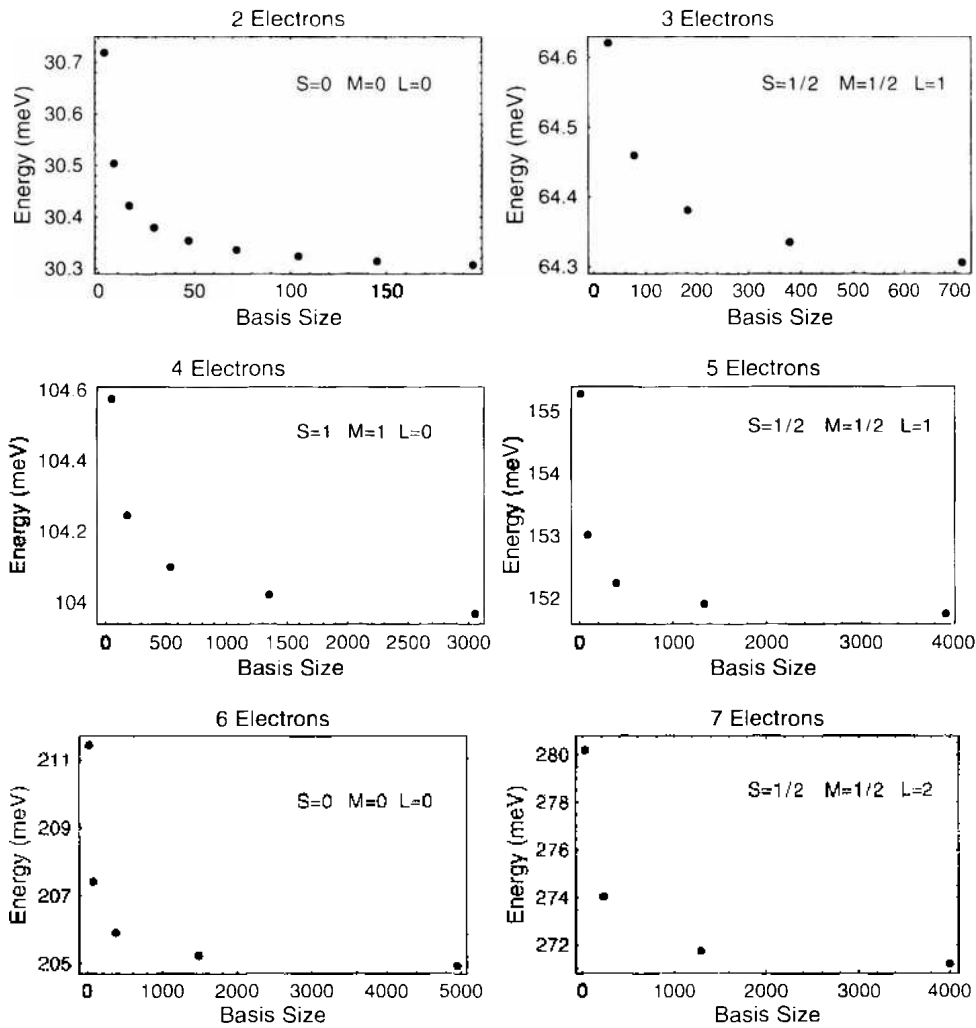 2 Electrons
Energy (meV)
30.7
30.6
30.5
30.4
30.3
S=0 M=0 L=0
0 50 100 150
Basis Size
3 Electrons
Energy (meV)
64.6
64.5
64.4
64.3
S=1/2 M=1/2 L=1
0 100 200 300 400 500 600 700
Basis Size
4 Electrons
Energy (meV)
104.6
104.4
104.2
104
S=1 M=1 L=0
0 500 1000 1500 2000 2500 3000
Basis Size
5 Electrons
Energy (meV)
155
154
153
152
S=1/2 M=1/2 L=1
0 1000 2000 3000 4000
Basis Size
6 Electrons
Energy (meV)
211
209
207
205
S=0 M=0 L=0
0 1000 2000 3000 4000 5000
Basis Size
7 Electrons
Energy (meV)
280
278
276
274
272
S=1/2 M=1/2 L=2
0 1000 2000 3000 4000
Basis Size